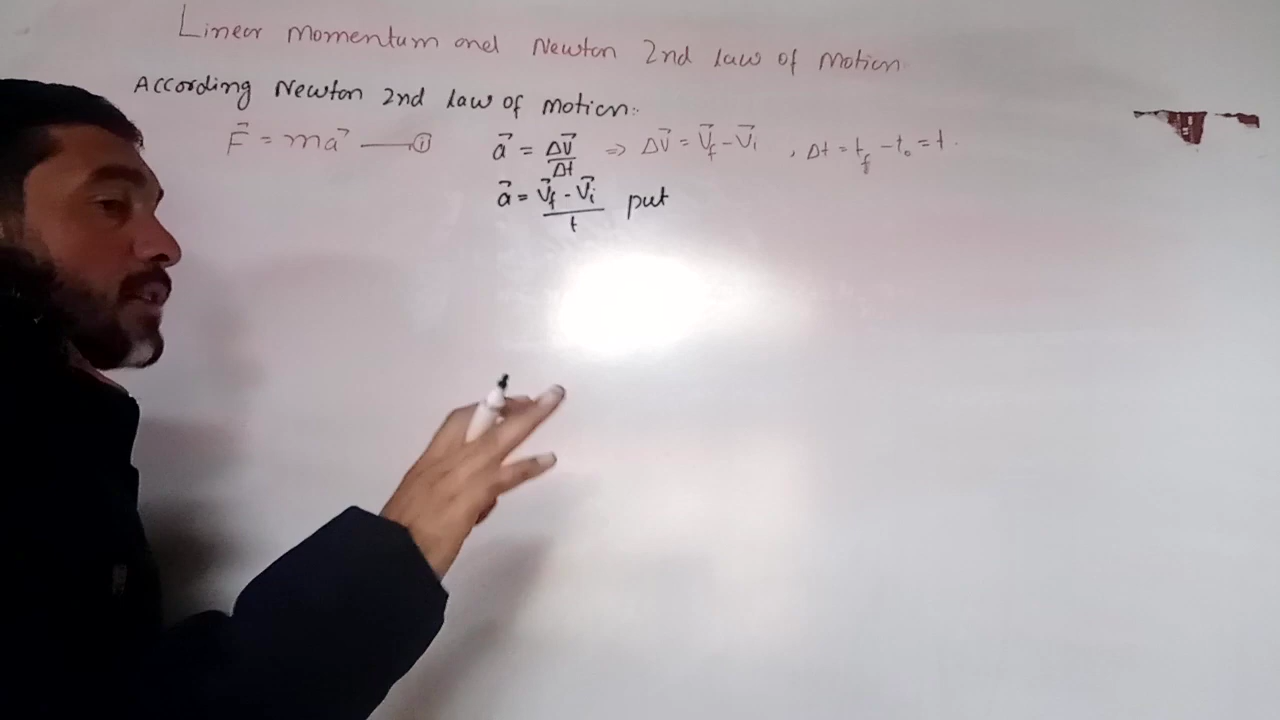 Linear Momentum and Newton 2nd law of Motion
According Newton 2nd law of motion:
F⃗ = ma⃗ —① a⃗ = ΔV⃗/Δt ⇒ ΔV⃗ = V⃗f - V⃗i , Δt = tf - t₀ = t.
a⃗ = V⃗f - V⃗i / t put